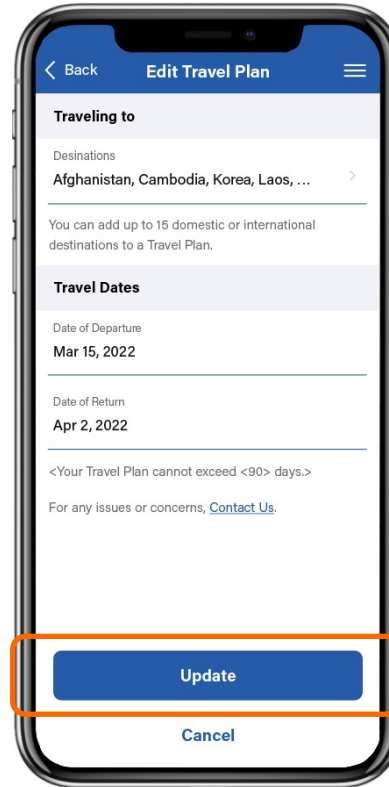 Back
Edit Travel Plan
Traveling to
Desinations
Afghanistan, Cambodia, Korea, Laos, ...
You can add up to 15 domestic or international
destinations to a Travel Plan.
Travel Dates
Date of Departure
Mar 15, 2022
Date of Return
Apr 2, 2022
<Your Travel Plan cannot exceed <90> days.>
For any issues or concerns, Contact Us.
Update
Cancel